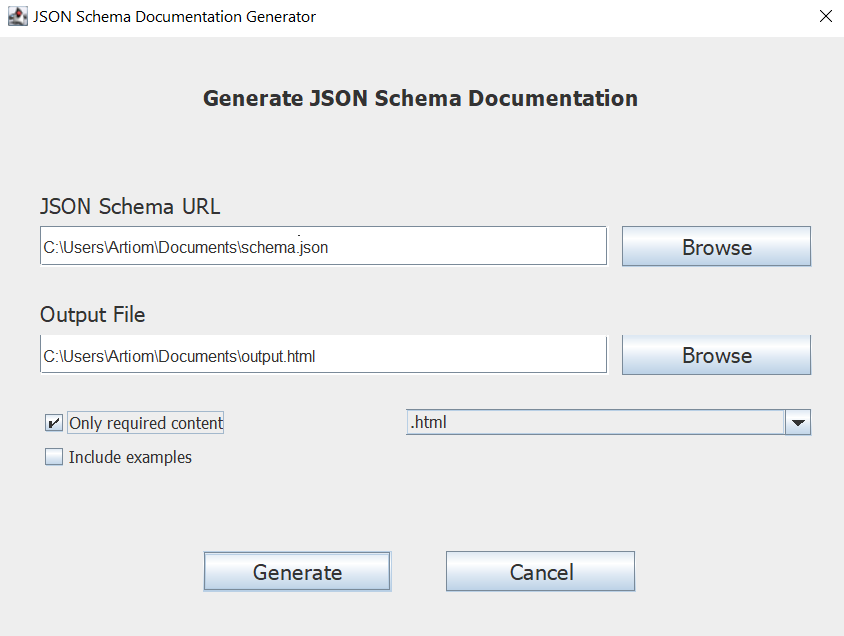 JSON Schema Documentation Generator
Generate JSON Schema Documentation
JSON Schema URL
C:\Users\Artiom\Documents\schema.json
Browse
Output File
C:\Users\Artiom\Documents\output.html
Browse
Only required content
.html
Include examples
Generate
Cancel